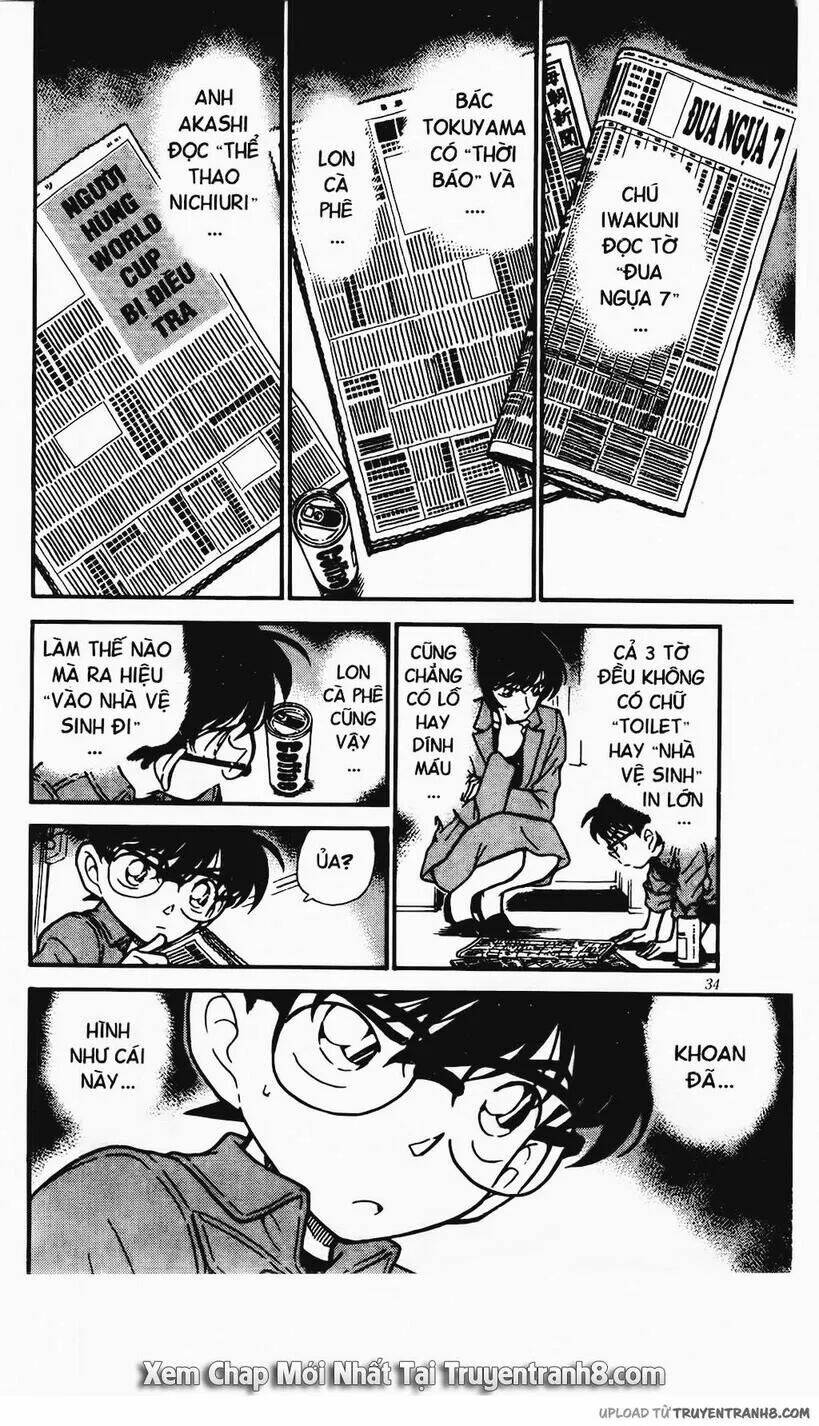 CHÚ
IWAKUNI
ĐỌC TỜ
"ĐUA
NGỰA 7"
...
ĐUA NGỰA 7
每朝新聞
BÁC
TOKUYAMA
CÓ "THỜI
BÁO" VÀ
....
LON
CÀ
PHÊ
...
ANH
AKASHI
ĐỌC "THỂ
THAO
NICHIURI"
...
NGƯỜI
HÙNG
WORLD
CUP
BỊ ĐIỀU
TRA
CẢ 3 TỜ
ĐỀU KHÔNG
CÓ CHỮ
"TOILET"
HAY "NHÀ
VỆ SINH"
IN LỚN
...
CŨNG
CHẲNG
CÓ LỖ
HAY
DÍNH
MÁU
...
LON
CÀ PHÊ
CŨNG
VẬY
...
LÀM THẾ NÀO
MÀ RA HIỆU
"VÀO NHÀ VỆ
SINH ĐI"
...
ỦA?
34
KHOAN
ĐÃ...
HÌNH
NHƯ CÁI
NÀY...
Xem Chap Mới Nhất Tại Truyentranh8.com
UPLOAD TỪ TRUYENTRANH8.COM